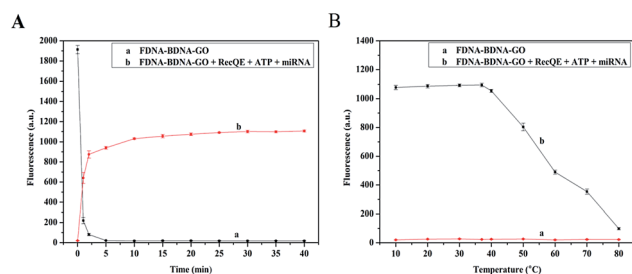 A
a FDNA-BDNA-GO
b FDNA-BDNA-GO + RecQE + ATP + miRNA
Fluorescence (a.u.)
2000
1800
1600
1400
1200
1000
800
600
400
200
0
b
a
0 5 10 15 20 25 30 35 40
Time (min)
B
a FDNA-BDNA-GO
b FDNA-BDNA-GO + RecQE + ATP + miRNA
Fluorescence (a.u.)
1400
1200
1000
800
600
400
200
0
b
a
10 20 30 40 50 60 70 80
Temperature (°C)